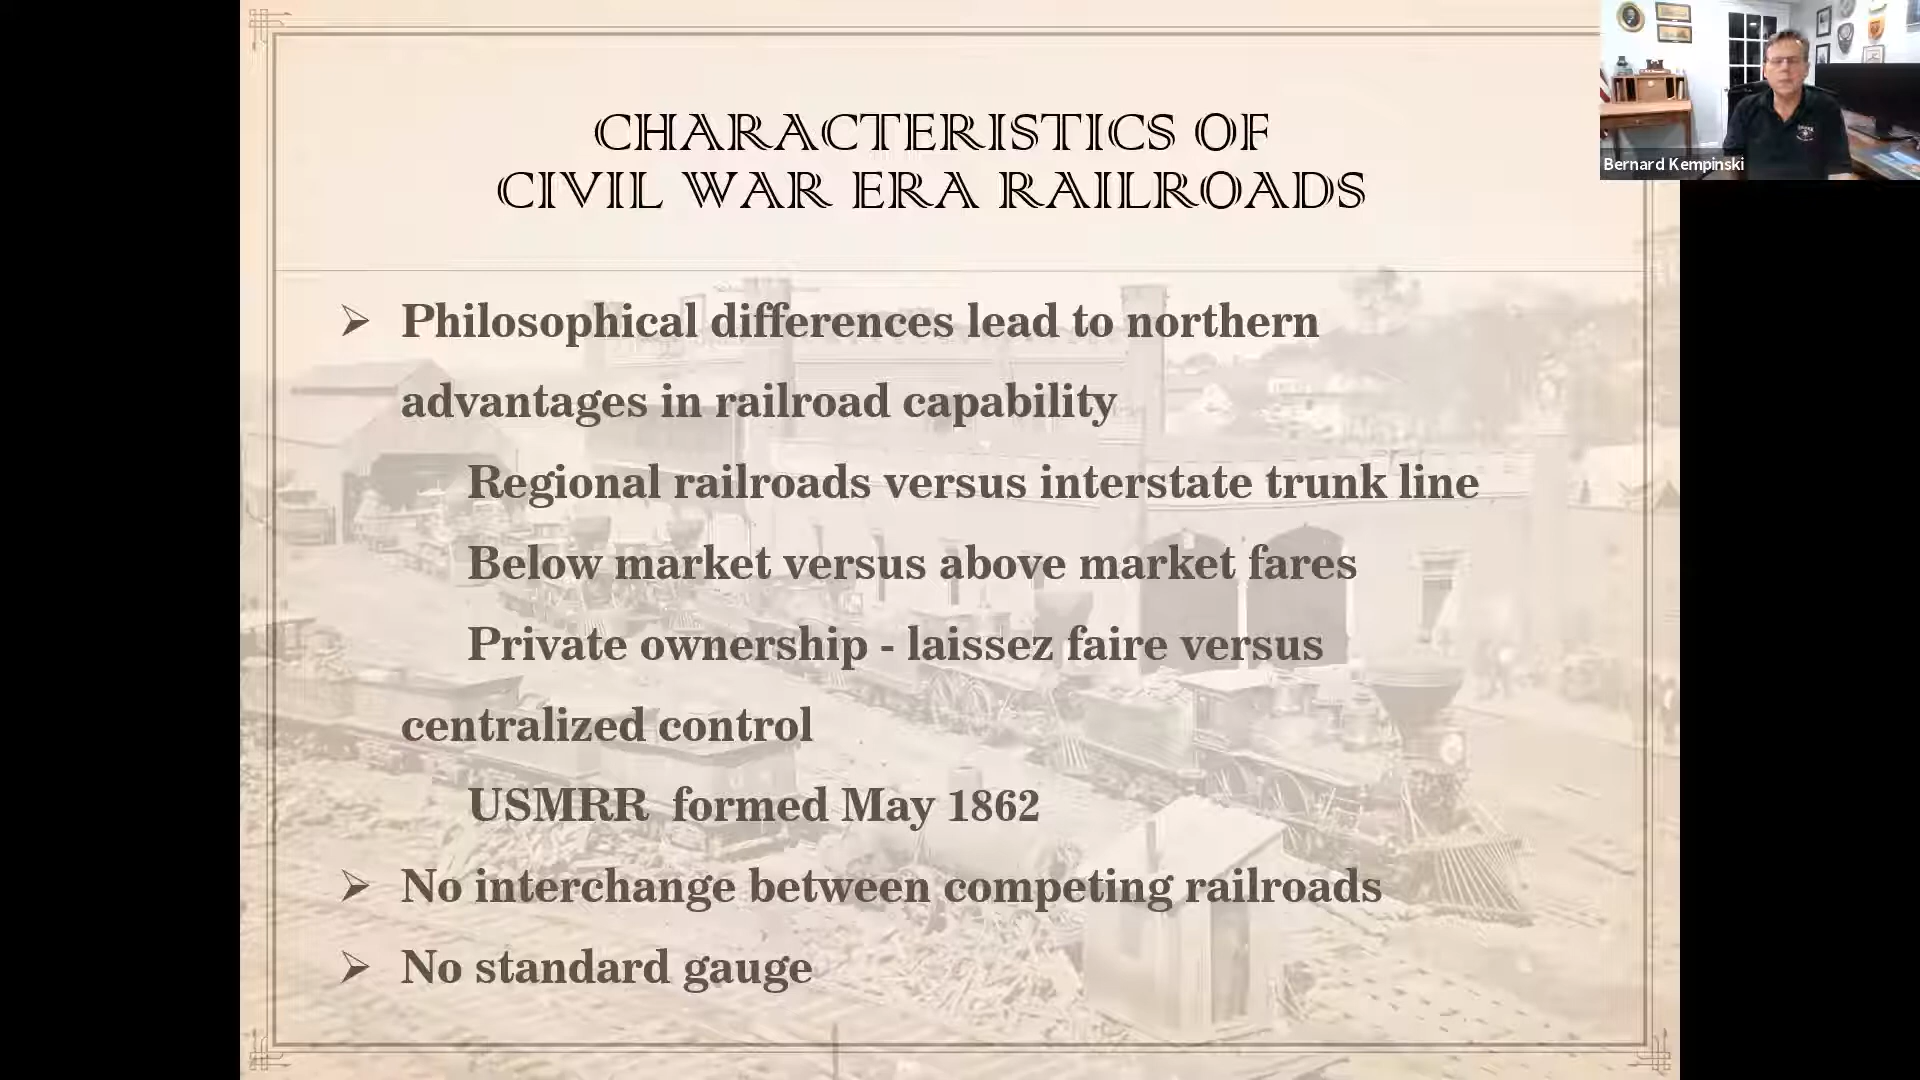 CHARACTERISTICS OF
CIVIL WAR ERA RAILROADS
Bernard Kempinski
➢ Philosophical differences lead to northern
advantages in railroad capability
Regional railroads versus interstate trunk line
Below market versus above market fares
Private ownership - laissez faire versus
centralized control
USMRR formed May 1862
➢ No interchange between competing railroads
➢ No standard gauge